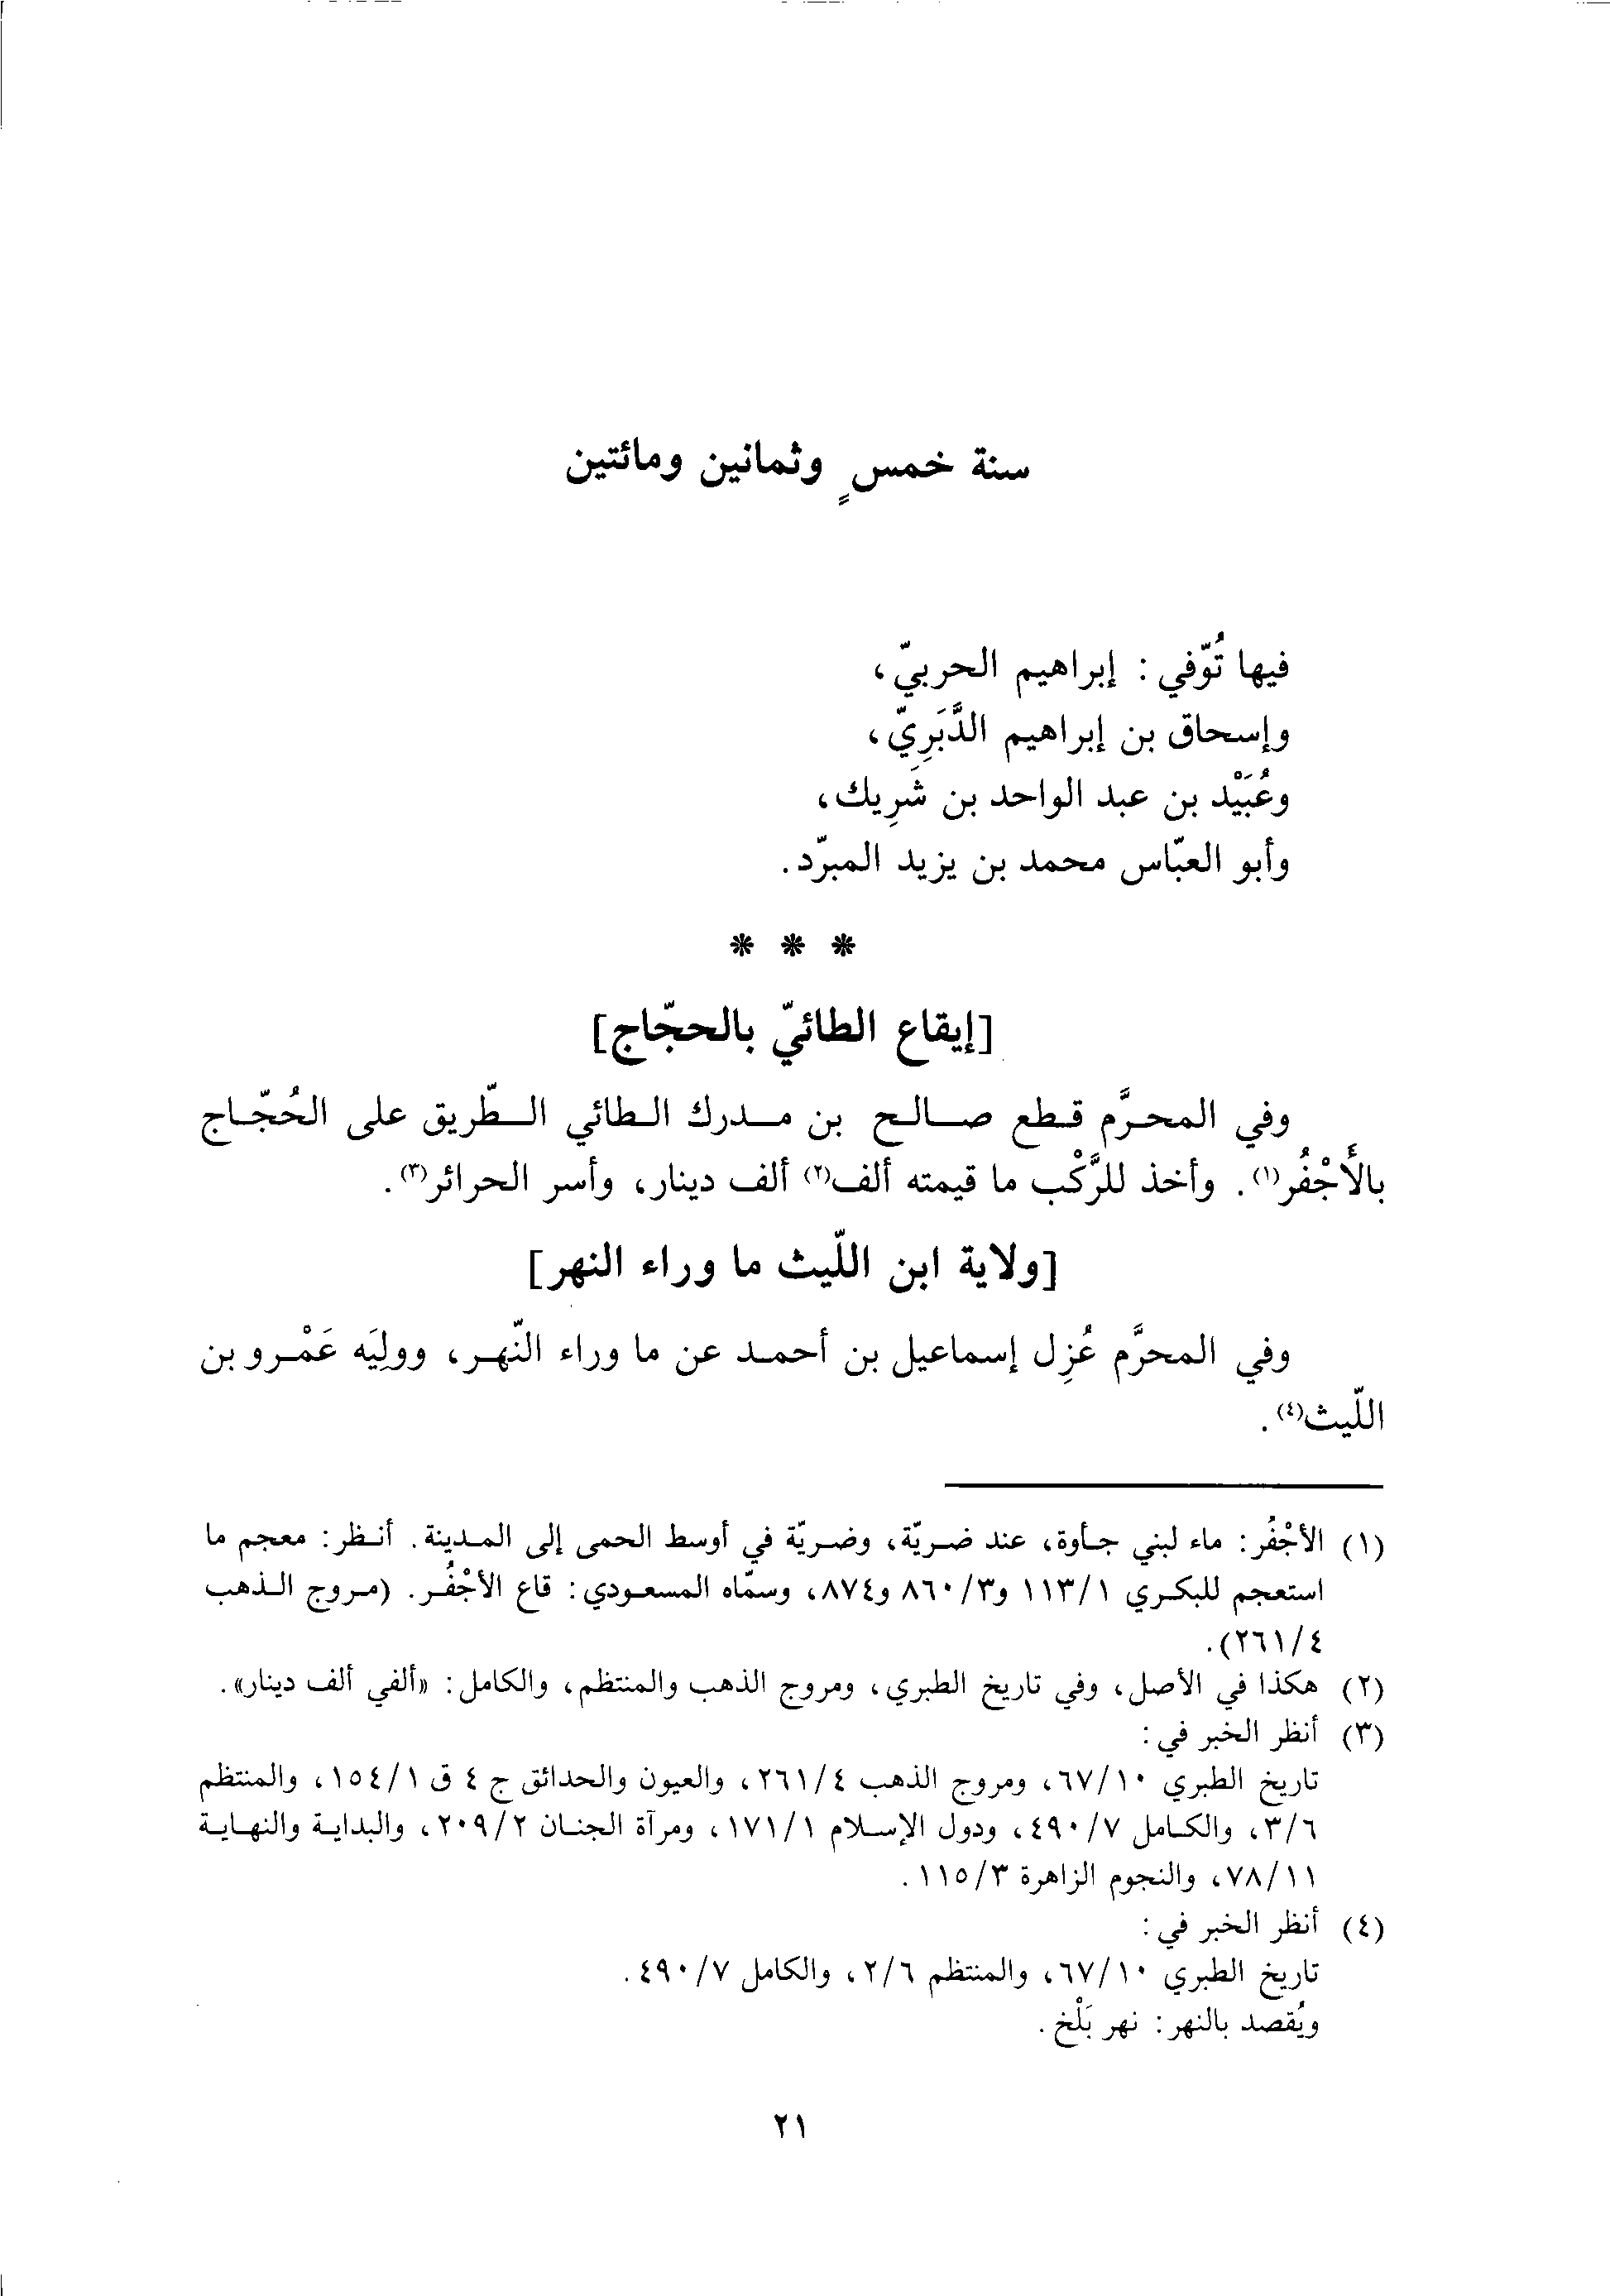 سنة خمسٍ وثمانين ومائتين
فيها تُوّفي : إبراهيم الحربيّ،
وإسحاق بن إبراهيم الدَّبَرِيّ،
وعُبَيْد بن عبد الواحد بن شَرِيك،
وأبو العبّاس محمد بن يزيد المبرّد.
* * *
[إيقاع الطائيّ بالحجّاج]
وفي المحرَّم قطع صالح بن مدرك الطائي الطّريق على الحُجّاج
بالأَجْفُر(١). وأخذ للرَّكْب ما قيمته ألف(٢) ألف دينار، وأسر الحرائر(٣).
[ولاية ابن اللّيث ما وراء النهر]
وفي المحرَّم عُزِل إسماعيل بن أحمد عن ما وراء النّهر، ووليَه عَمْرو بن
اللّيث(٤).
(١) الأجْفُر: ماء لبني جأوة، عند ضريّة، وضريّة في أوسط الحمى إلى المدينة. أنظر: معجم ما
استعجم للبكري ١١٣/١ و٨٦٠/٣ و٨٧٤، وسمّاه المسعودي: قاع الأجْفُر. (مروج الذهب
٢٦١/٤).
(٢) هكذا في الأصل، وفي تاريخ الطبري، ومروج الذهب والمنتظم، والكامل: «ألفي ألف دينار».
(٣) أنظر الخبر في:
تاريخ الطبري ٦٧/١٠، ومروج الذهب ٢٦١/٤، والعيون والحدائق ج ٤ ق ١٥٤/١، والمنتظم
٣/٦، والكامل ٤٩٠/٧، ودول الإسلام ١٧١/١، ومرآة الجنان ٢٠٩/٢، والبداية والنهاية
٧٨/١١، والنجوم الزاهرة ١١٥/٣.
(٤) أنظر الخبر في:
تاريخ الطبري ٦٧/١٠، والمنتظم ٢/٦، والكامل ٤٩٠/٧.
ويُقصد بالنهر: نهر بَلْخ.
٢١